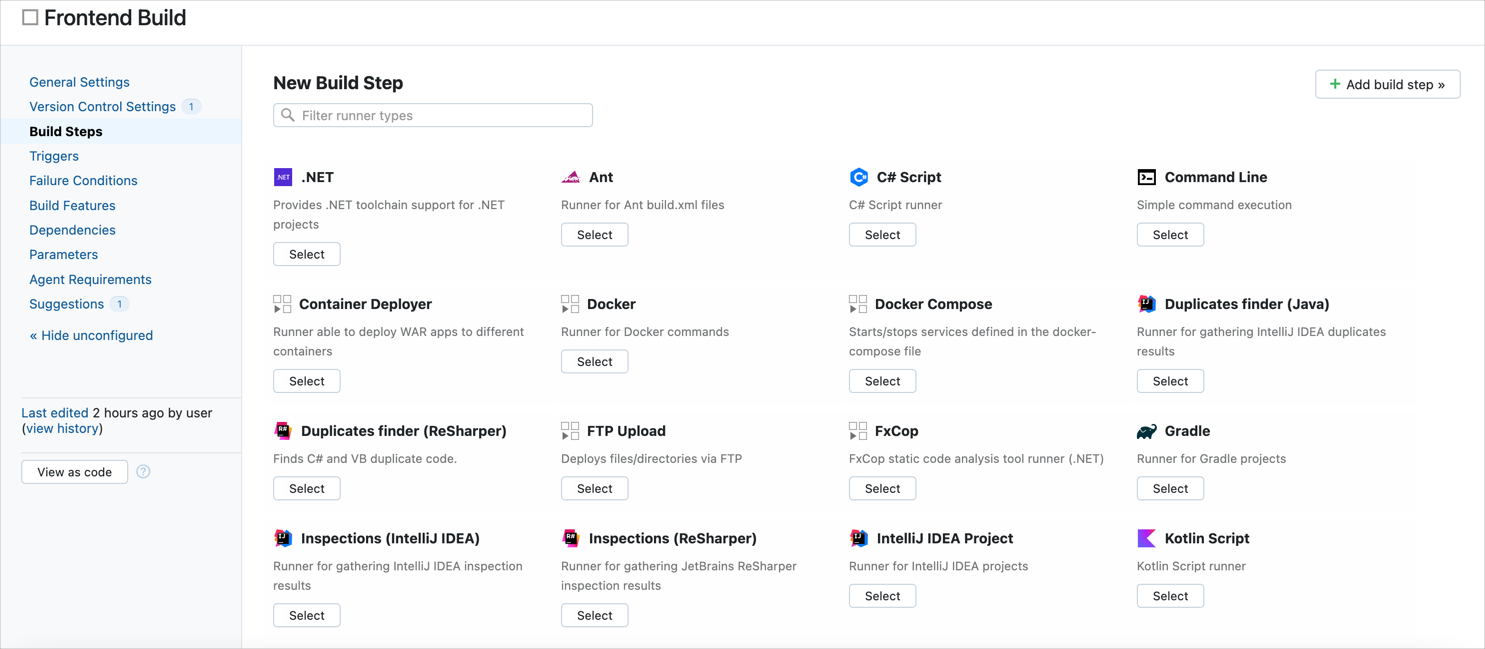 Frontend Build
General Settings
Version Control Settings 1
Build Steps
Triggers
Failure Conditions
Build Features
Dependencies
Parameters
Agent Requirements
Suggestions 1
« Hide unconfigured
Last edited 2 hours ago by user
(view history)
View as code ?
New Build Step
+ Add build step »
Filter runner types
.NET .NET
Provides .NET toolchain support for .NET
projects
Select
Ant
Runner for Ant build.xml files
Select
C# Script
C# Script runner
Select
Command Line
Simple command execution
Select
Container Deployer
Runner able to deploy WAR apps to different
containers
Select
Docker
Runner for Docker commands
Select
Docker Compose
Starts/stops services defined in the docker-
compose file
Select
IJ Duplicates finder (Java)
Runner for gathering IntelliJ IDEA duplicates
results
Select
R# Duplicates finder (ReSharper)
Finds C# and VB duplicate code.
Select
FTP Upload
Deploys files/directories via FTP
Select
FxCop
FxCop static code analysis tool runner (.NET)
Select
Gradle
Runner for Gradle projects
Select
IJ Inspections (IntelliJ IDEA)
Runner for gathering IntelliJ IDEA inspection
results
Select
R# Inspections (ReSharper)
Runner for gathering JetBrains ReSharper
inspection results
Select
IJ IntelliJ IDEA Project
Runner for IntelliJ IDEA projects
Select
Kotlin Script
Kotlin Script runner
Select